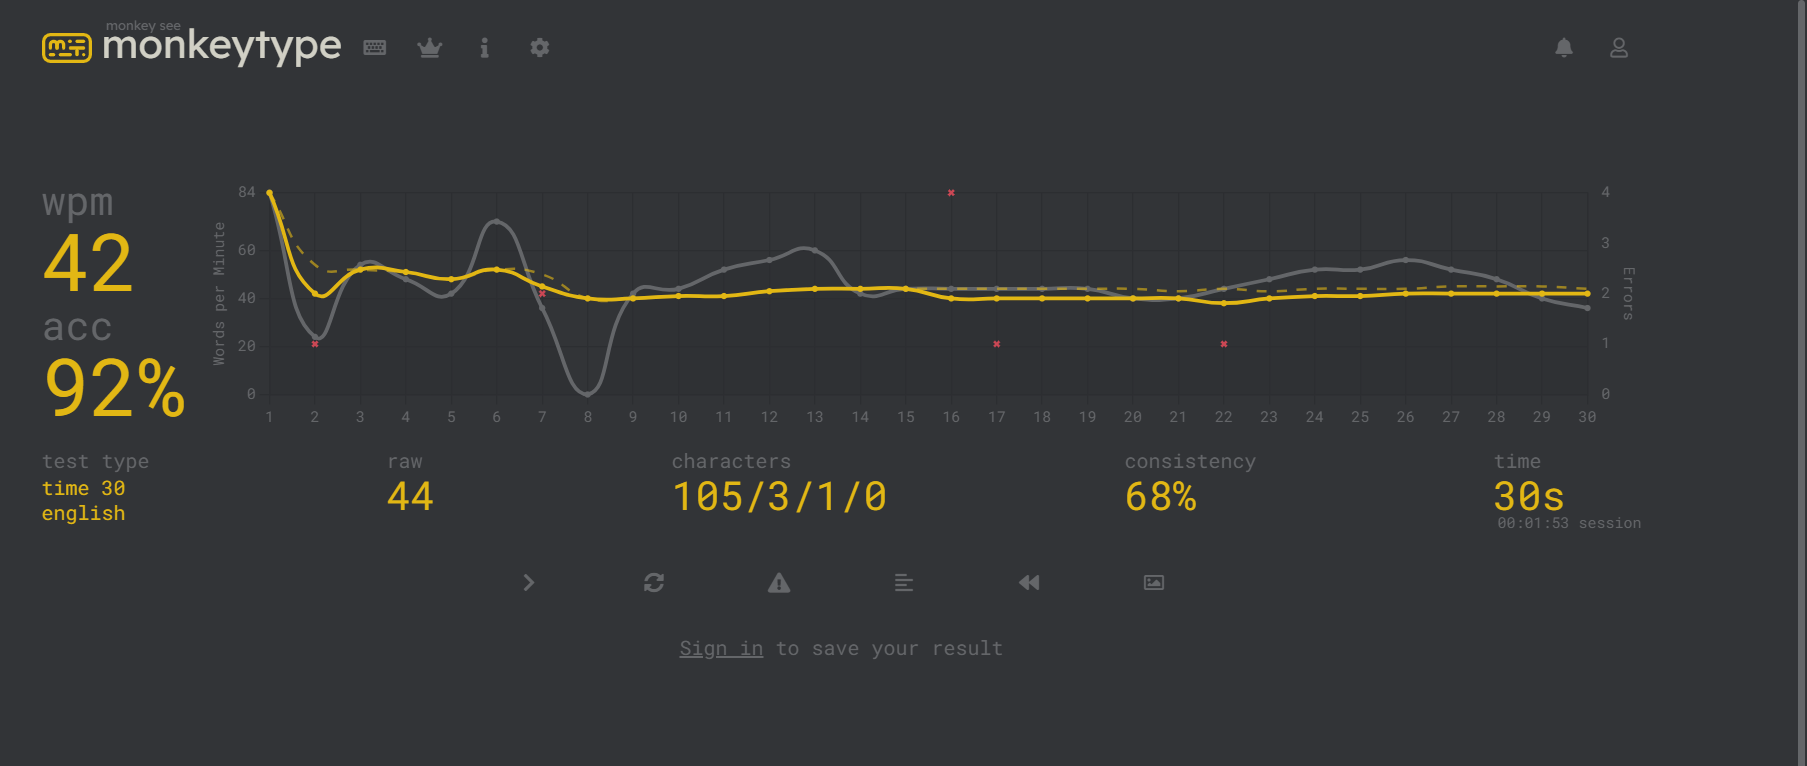 monkey see
monkeytype
wpm
42
acc
92%
Words per Minute
84
60
40
20
0
1 2 3 4 5 6 7 8 9 10 11 12 13 14 15 16 17 18 19 20 21 22 23 24 25 26 27 28 29 30
4
3
2
1
0
Errors
test type
time 30
english
raw
44
characters
105/3/1/0
consistency
68%
time
30s
00:01:53 session
Sign in to save your result